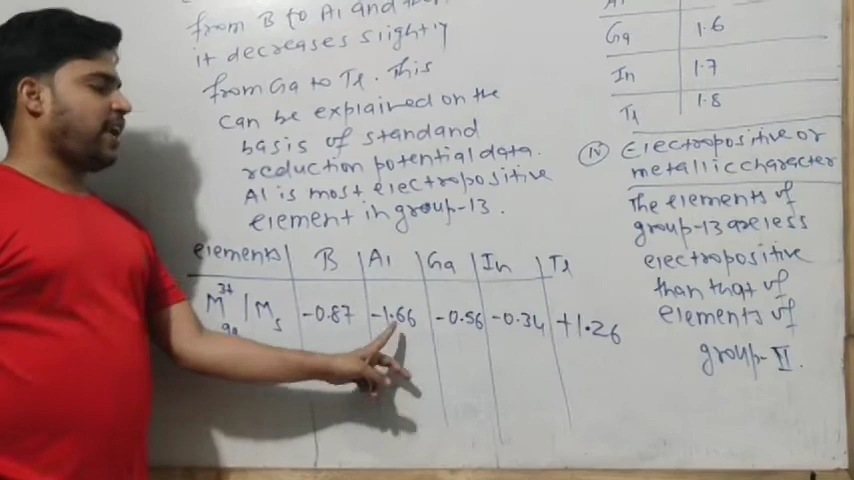 from B to Al and then
it decreases slightly
from Ga to Tl. This
can be explained on the
basis of standand
reduction potential data.
Al is most electropositive
element in group-13.
elements | B | Al | Ga | In | Tl
M³⁺aq / Ms -0.87 -1.66 -0.56 -0.34 +1.26
Al
Ga 1.6
In 1.7
Tl 1.8
(iv) Electropositive or
metallic character
The elements of
group-13 are less
electropositive
than that of
elements of
group-II.